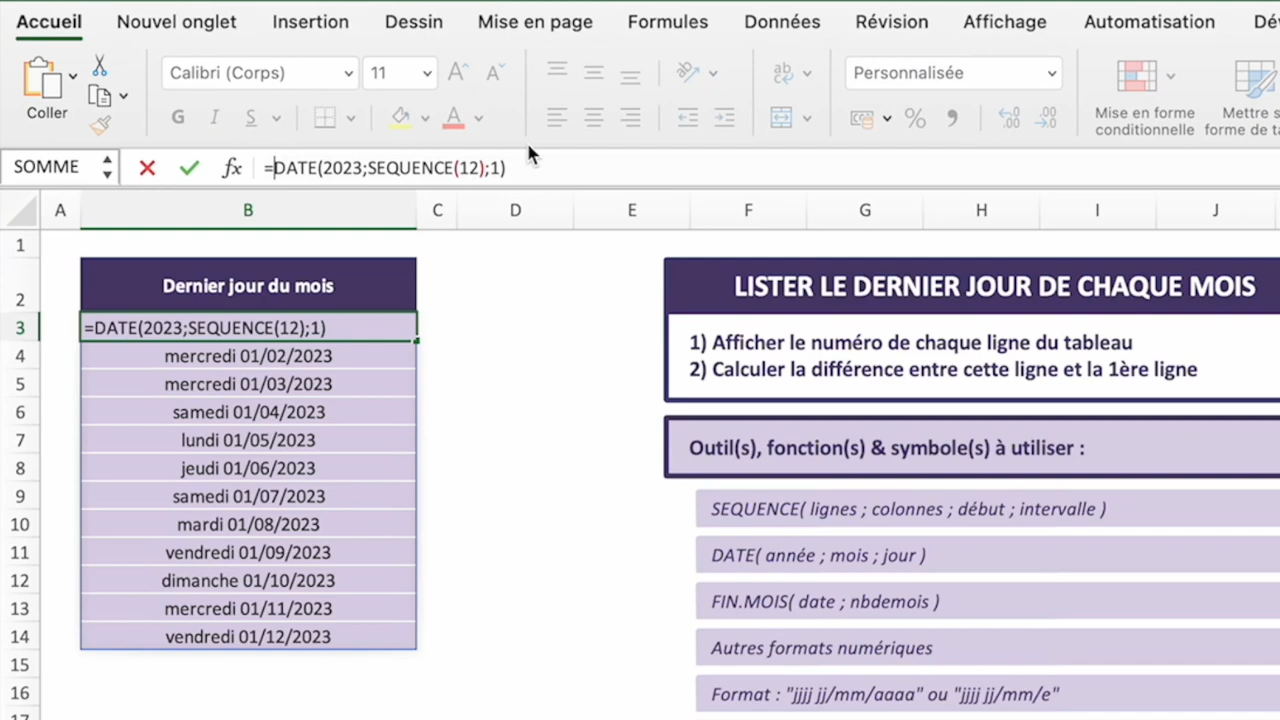 Accueil Nouvel onglet Insertion Dessin Mise en page Formules Données Révision Affichage Automatisation Dév
Coller
Calibri (Corps) 11 A A ab Personnalisée
G I S A %
Mise en forme conditionnelle
Mettre s
forme de ta
SOMME fx =DATE(2023;SEQUENCE(12);1)
A B C D E F G H I J
1
2 Dernier jour du mois
3 =DATE(2023;SEQUENCE(12);1)
4 mercredi 01/02/2023
5 mercredi 01/03/2023
6 samedi 01/04/2023
7 lundi 01/05/2023
8 jeudi 01/06/2023
9 samedi 01/07/2023
10 mardi 01/08/2023
11 vendredi 01/09/2023
12 dimanche 01/10/2023
13 mercredi 01/11/2023
14 vendredi 01/12/2023
15
16
17
LISTER LE DERNIER JOUR DE CHAQUE MOIS
1) Afficher le numéro de chaque ligne du tableau
2) Calculer la différence entre cette ligne et la 1ère ligne
Outil(s), fonction(s) & symbole(s) à utiliser :
SEQUENCE( lignes ; colonnes ; début ; intervalle )
DATE( année ; mois ; jour )
FIN.MOIS( date ; nbdemois )
Autres formats numériques
Format : "jjjj jj/mm/aaaa" ou "jjjj jj/mm/e"